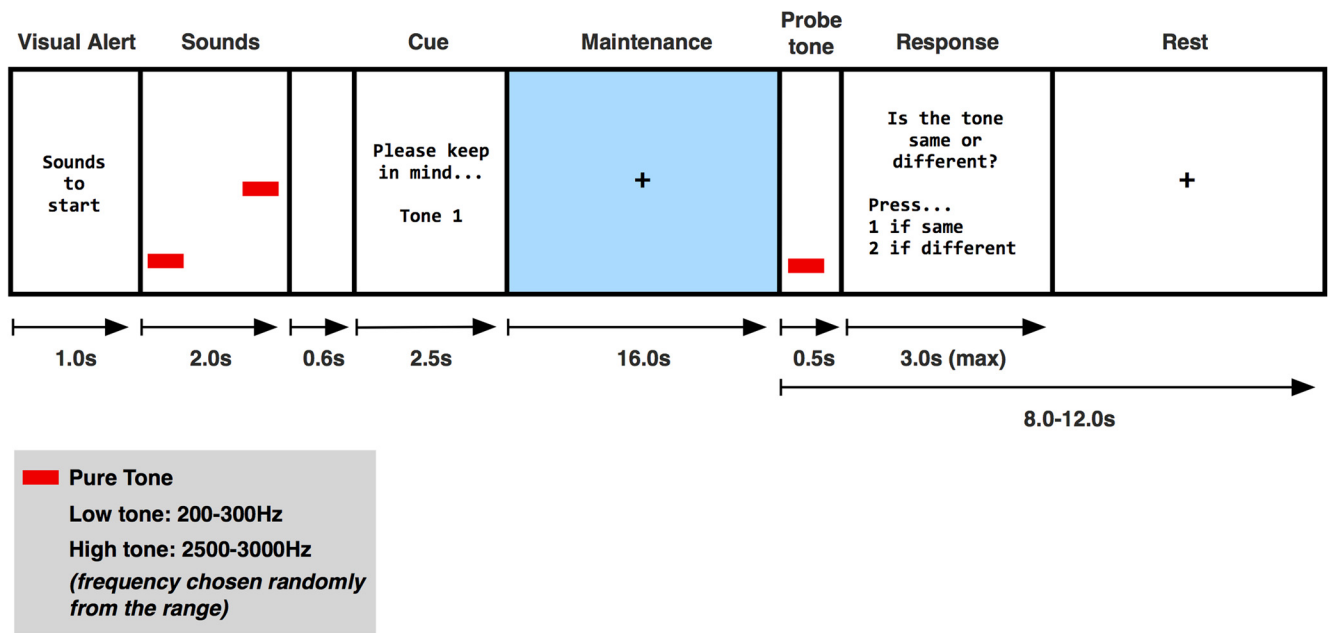 Visual Alert
Sounds
Cue
Maintenance
Probe
tone
Response
Rest
Sounds
to
start
Please keep
in mind...
Tone 1
+
Is the tone
same or
different?
Press...
1 if same
2 if different
+
1.0s
2.0s
0.6s
2.5s
16.0s
0.5s
3.0s (max)
8.0-12.0s
Pure Tone
Low tone: 200-300Hz
High tone: 2500-3000Hz
(frequency chosen randomly
from the range)